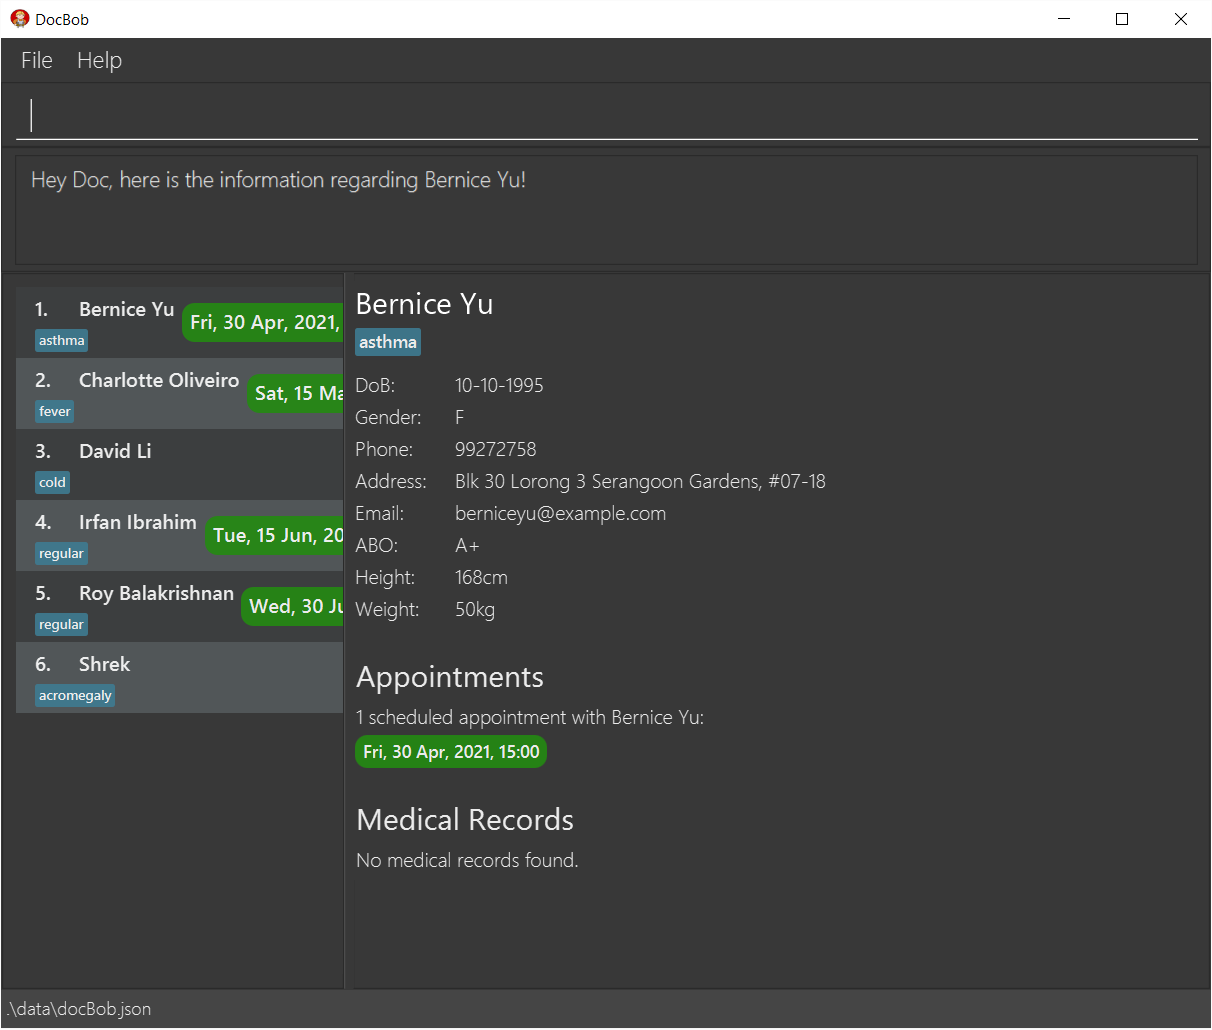 DocBob
File Help
Hey Doc, here is the information regarding Bernice Yu!
1. Bernice Yu Fri, 30 Apr, 2021,
asthma
2. Charlotte Oliveiro Sat, 15 Ma
fever
3. David Li
cold
4. Irfan Ibrahim Tue, 15 Jun, 20
regular
5. Roy Balakrishnan Wed, 30 Ju
regular
6. Shrek
acromegaly
Bernice Yu
asthma
DoB: 10-10-1995
Gender: F
Phone: 99272758
Address: Blk 30 Lorong 3 Serangoon Gardens, #07-18
Email: berniceyu@example.com
ABO: A+
Height: 168cm
Weight: 50kg
Appointments
1 scheduled appointment with Bernice Yu:
Fri, 30 Apr, 2021, 15:00
Medical Records
No medical records found.
.\data\docBob.json